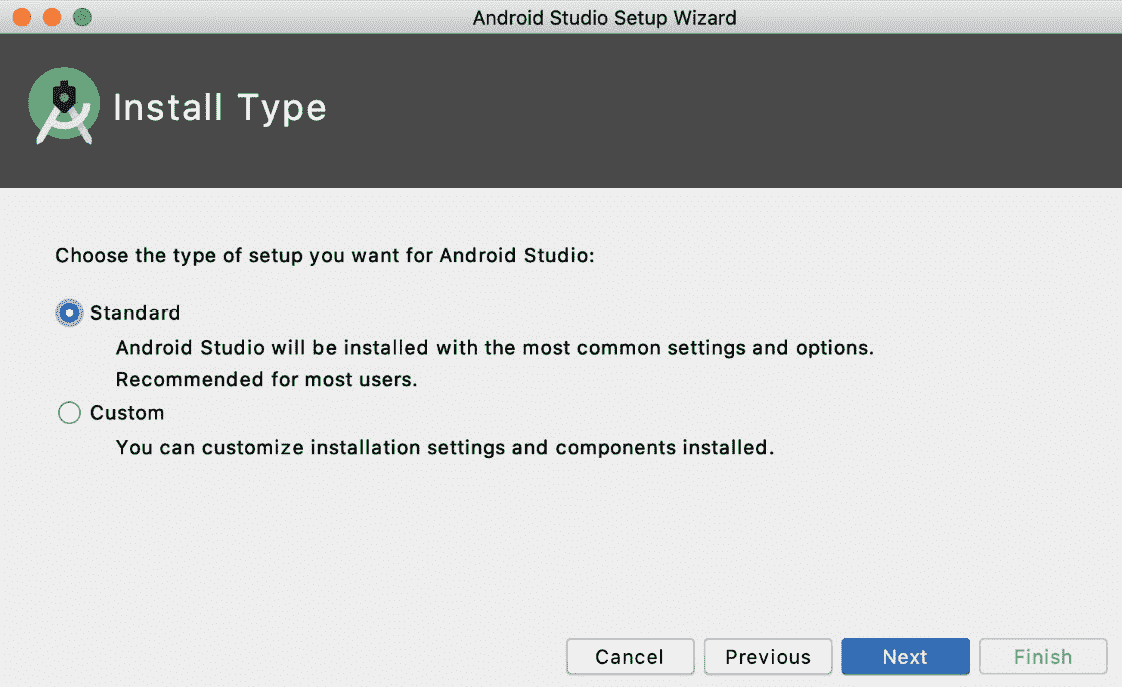 Android Studio Setup Wizard
Install Type
Choose the type of setup you want for Android Studio:
Standard
Android Studio will be installed with the most common settings and options.
Recommended for most users.
Custom
You can customize installation settings and components installed.
Cancel
Previous
Next
Finish